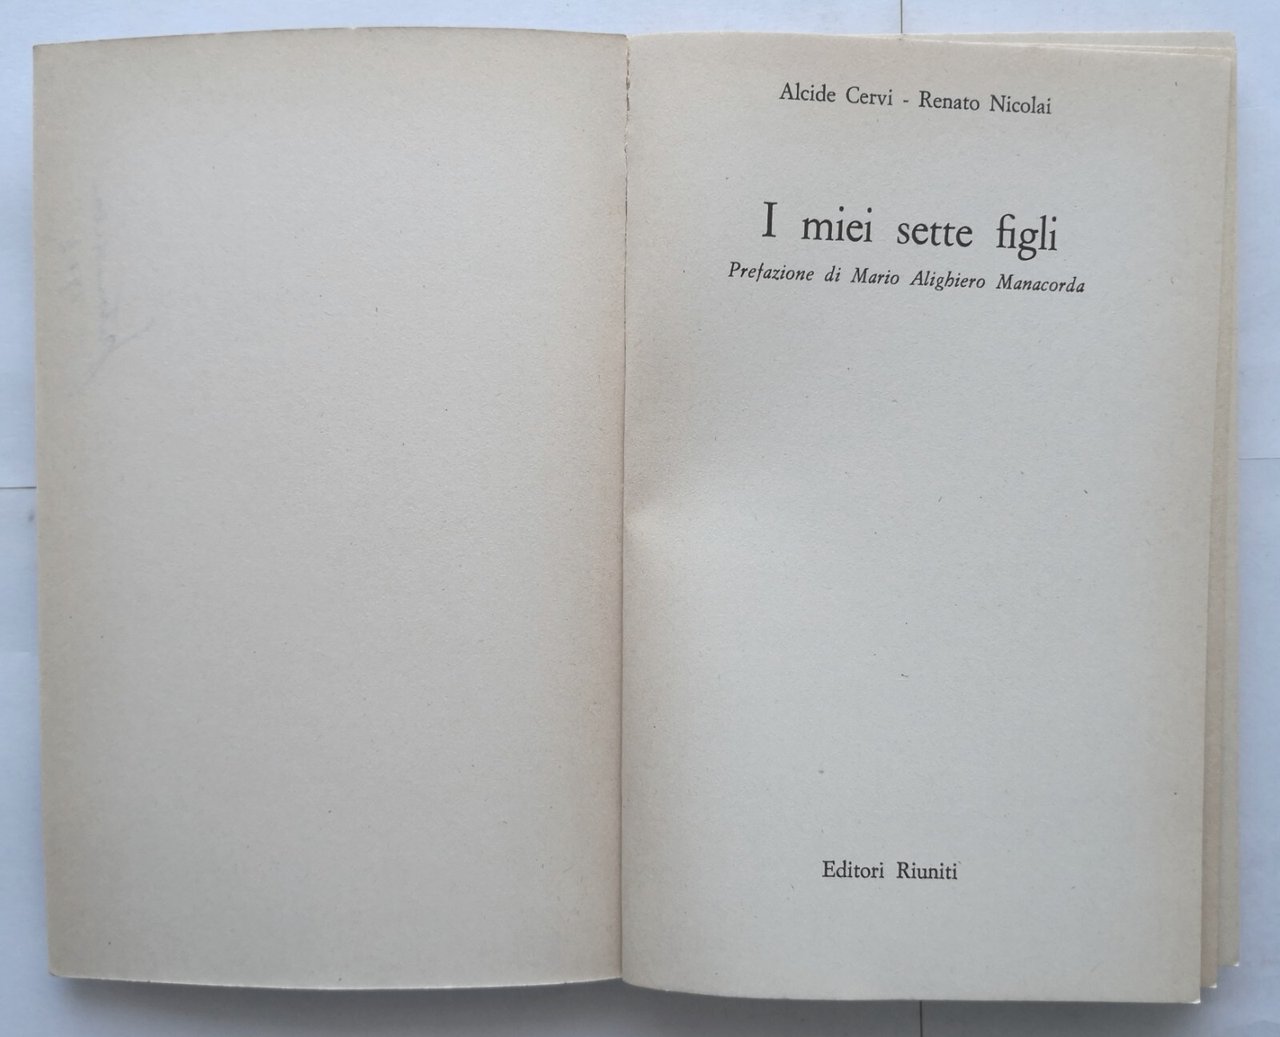 Alcide Cervi - Renato Nicolai
I miei sette figli
Prefazione di Mario Alighiero Manacorda
Editori Riuniti